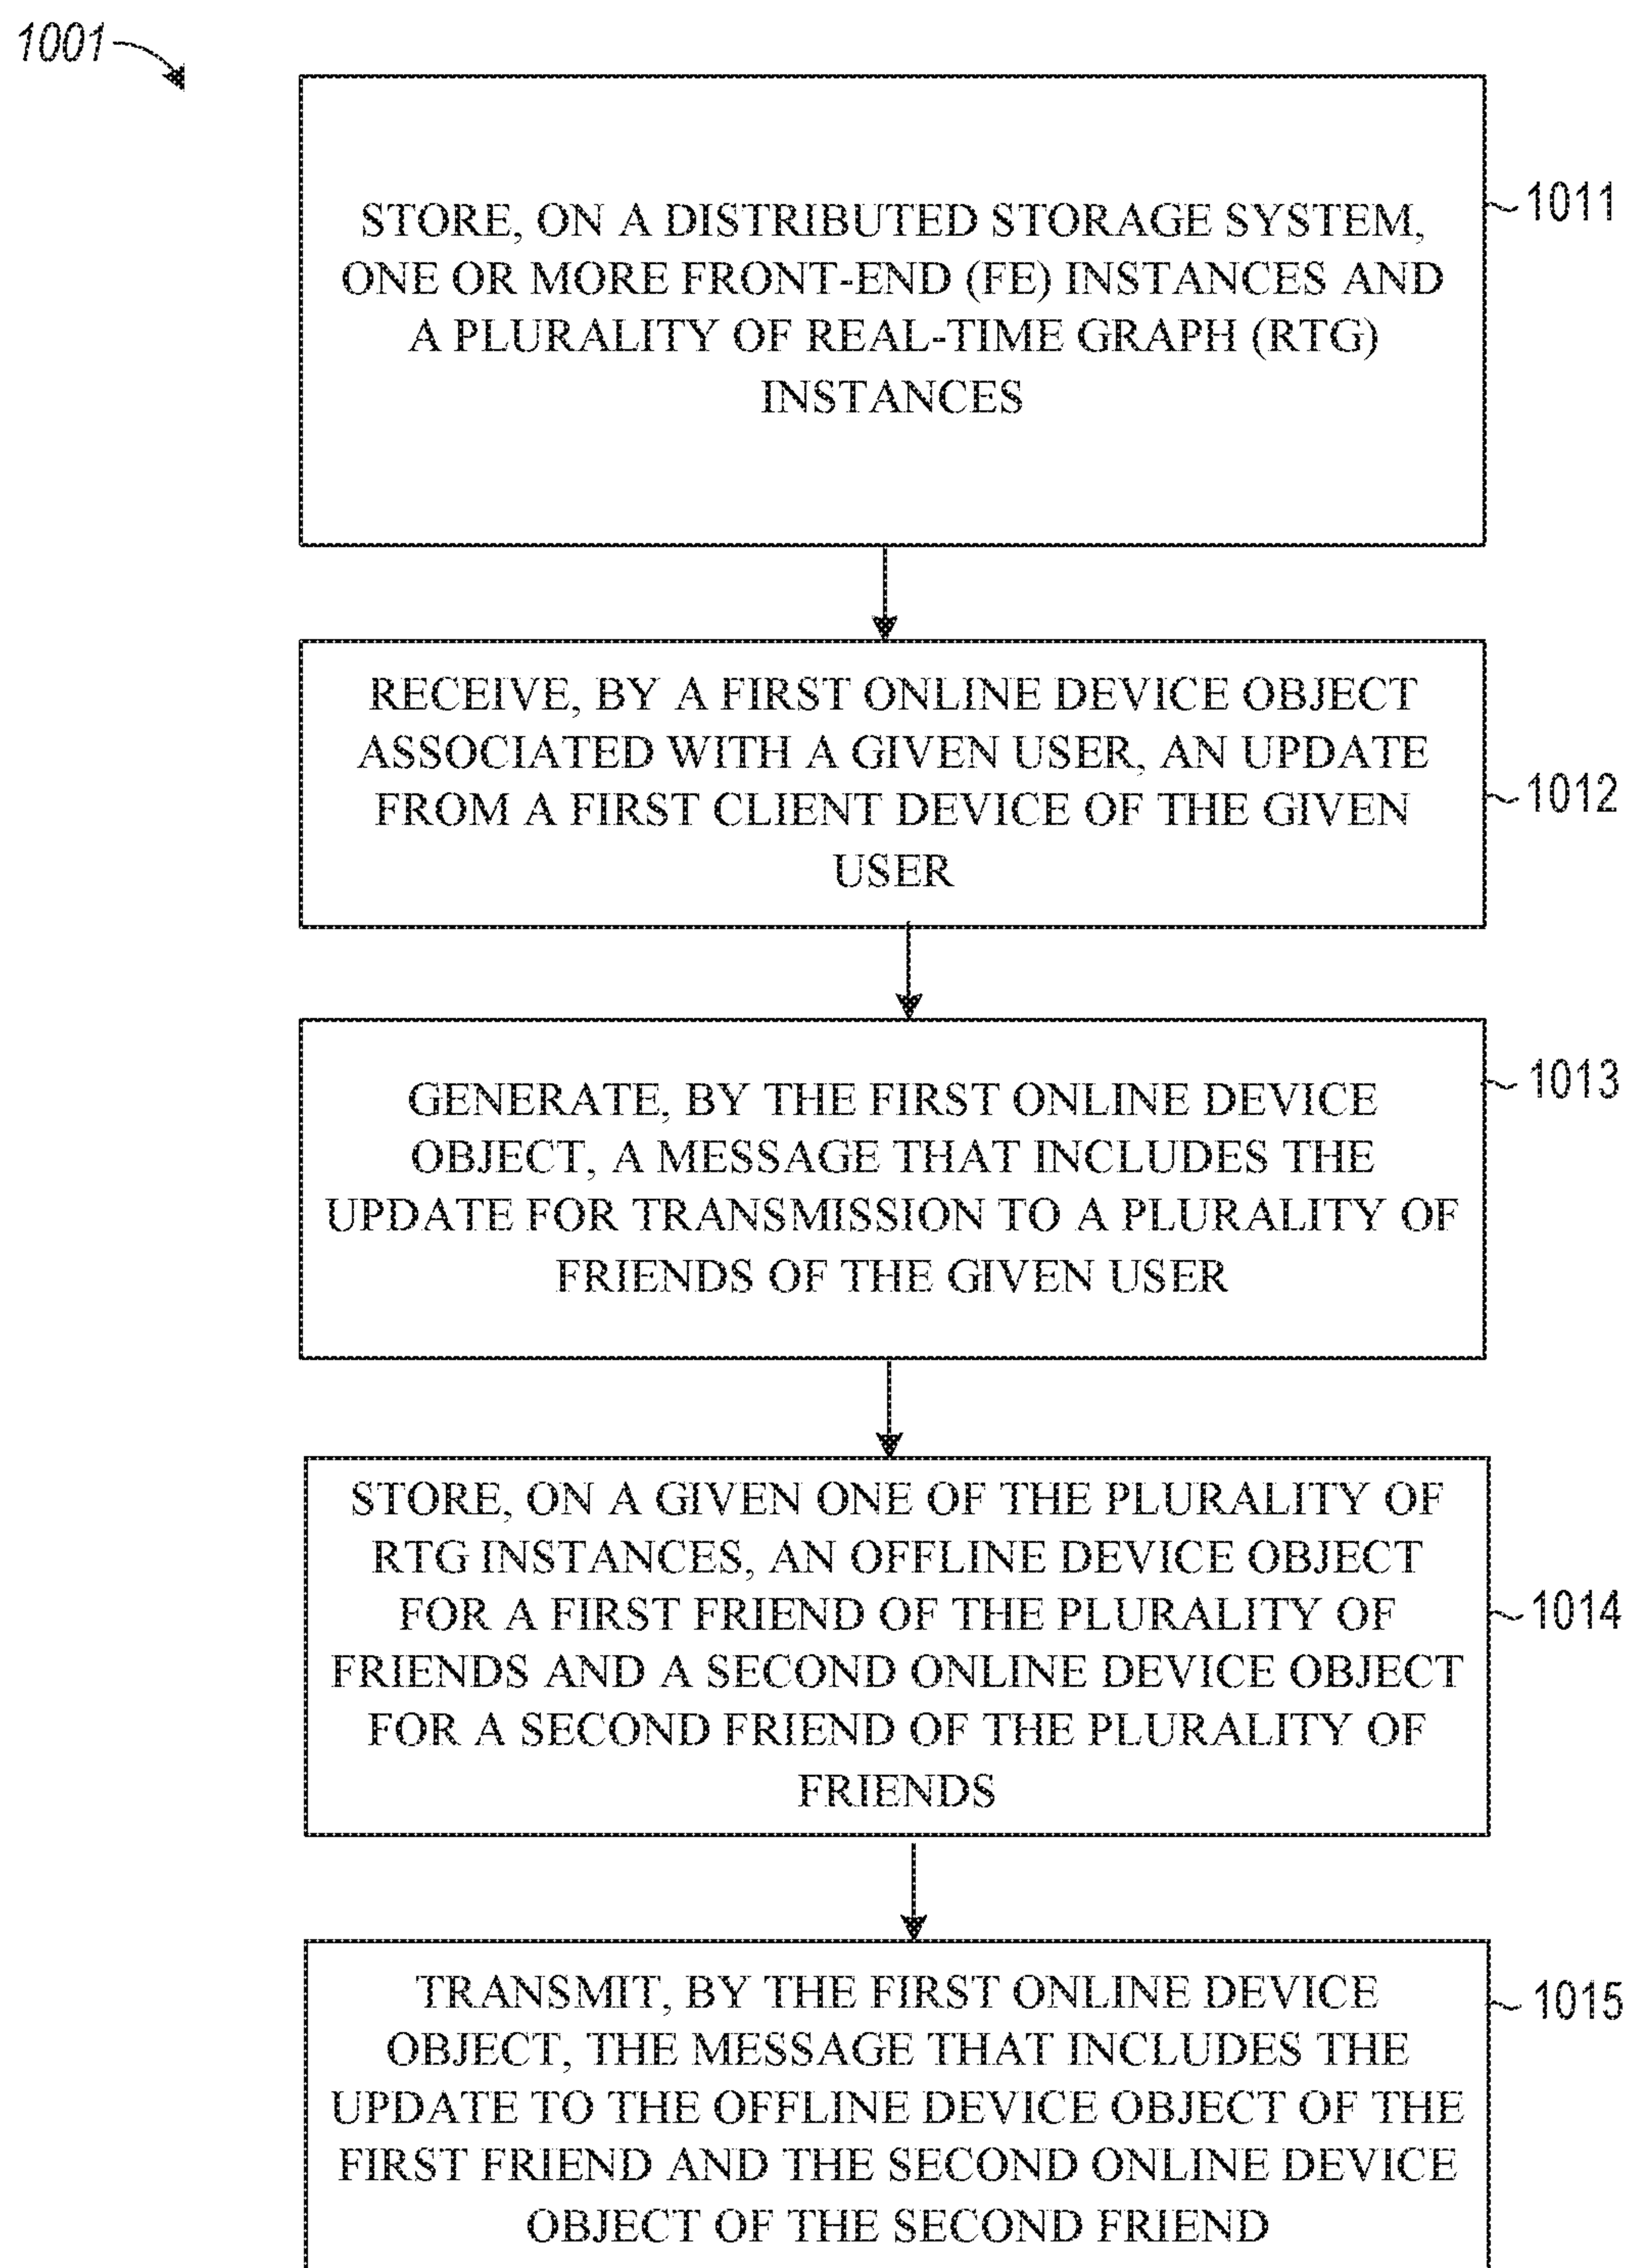 1001
STORE, ON A DISTRIBUTED STORAGE SYSTEM,
ONE OR MORE FRONT-END (FE) INSTANCES AND
A PLURALITY OF REAL-TIME GRAPH (RTG)
INSTANCES
1011
RECEIVE, BY A FIRST ONLINE DEVICE OBJECT
ASSOCIATED WITH A GIVEN USER, AN UPDATE
FROM A FIRST CLIENT DEVICE OF THE GIVEN
USER
1012
GENERATE, BY THE FIRST ONLINE DEVICE
OBJECT, A MESSAGE THAT INCLUDES THE
UPDATE FOR TRANSMISSION TO A PLURALITY OF
FRIENDS OF THE GIVEN USER
1013
STORE, ON A GIVEN ONE OF THE PLURALITY OF
RTG INSTANCES, AN OFFLINE DEVICE OBJECT
FOR A FIRST FRIEND OF THE PLURALITY OF
FRIENDS AND A SECOND ONLINE DEVICE OBJECT
FOR A SECOND FRIEND OF THE PLURALITY OF
FRIENDS
1014
TRANSMIT, BY THE FIRST ONLINE DEVICE
OBJECT, THE MESSAGE THAT INCLUDES THE
UPDATE TO THE OFFLINE DEVICE OBJECT OF THE
FIRST FRIEND AND THE SECOND ONLINE DEVICE
OBJECT OF THE SECOND FRIEND
1015